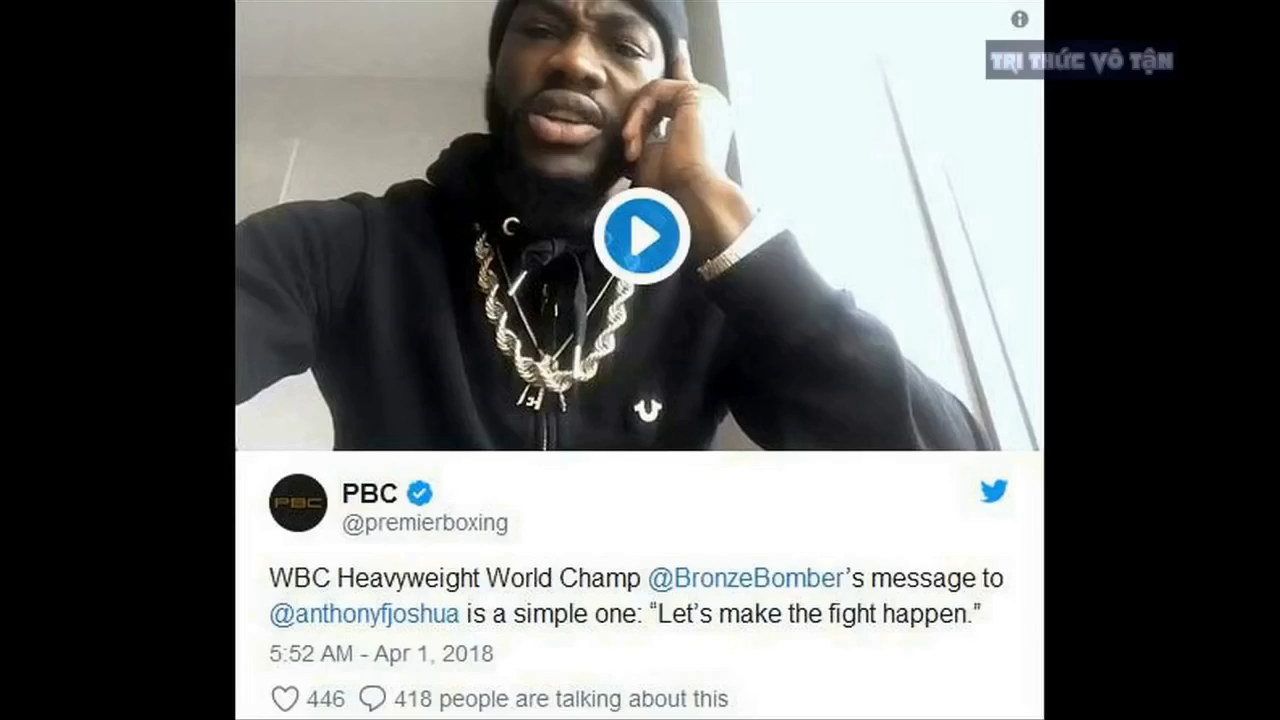 TRI THỨC VÔ TẬN
PBC
PBC
@premierboxing
WBC Heavyweight World Champ @BronzeBomber’s message to
@anthonyfjoshua is a simple one: “Let’s make the fight happen.”
5:52 AM - Apr 1, 2018
446 418 people are talking about this